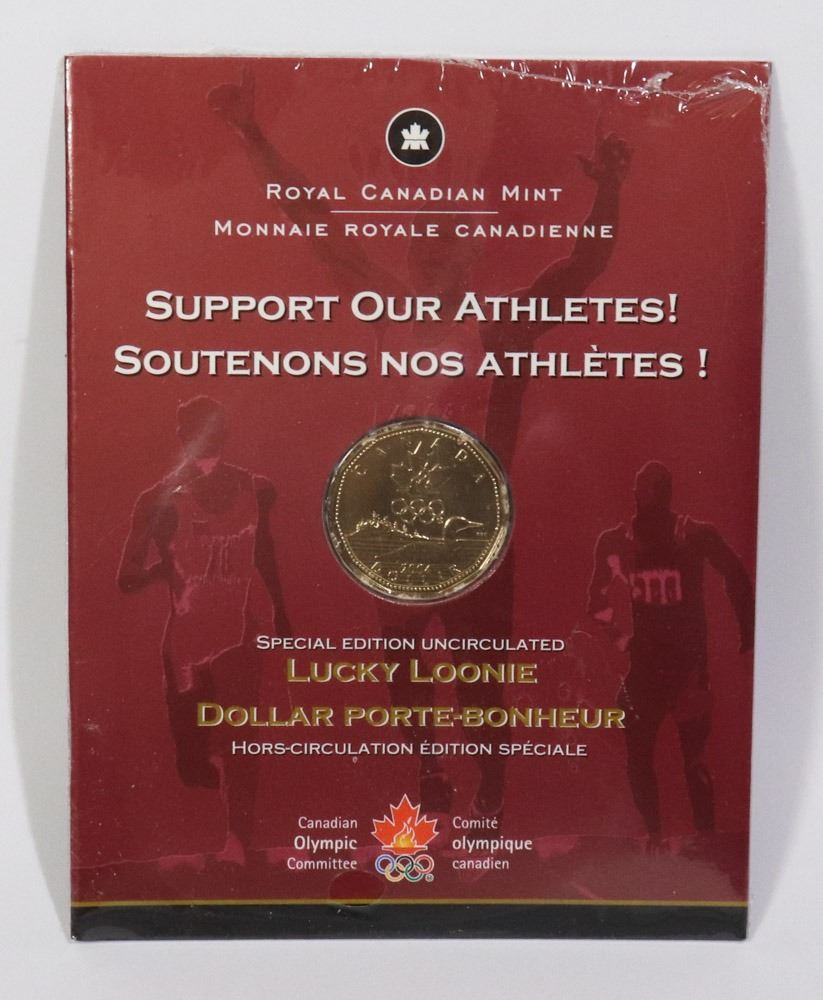 ROYAL CANADIAN MINT
MONNAIE ROYALE CANADIENNE
SUPPORT OUR ATHLETES!
SOUTENONS NOS ATHLÈTES !
CANADA
2004
SPECIAL EDITION UNCIRCULATED
LUCKY LOONIE
DOLLAR PORTE-BONHEUR
HORS-CIRCULATION ÉDITION SPÉCIALE
Canadian
Olympic
Committee
Comité
olympique
canadien